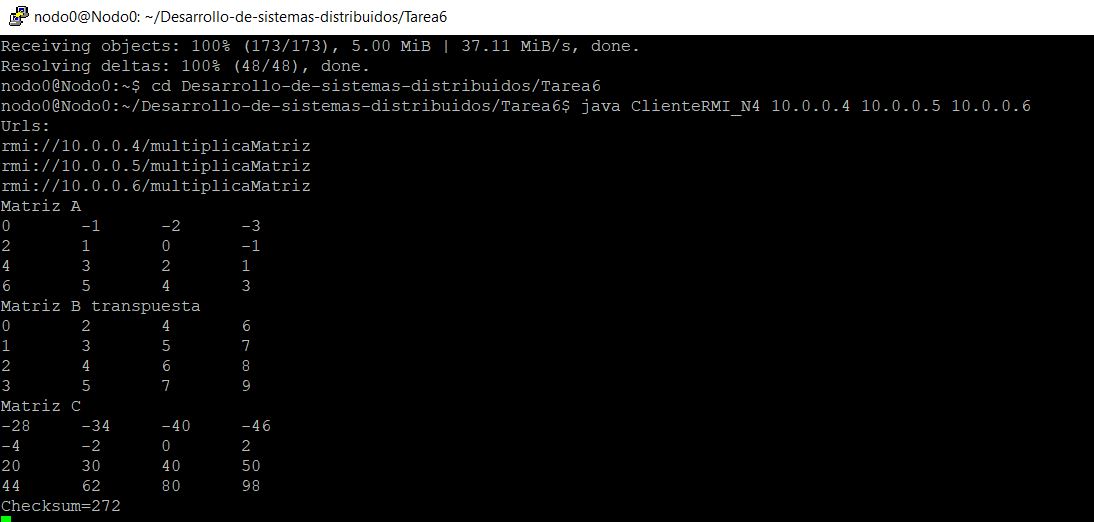 nodo0@Nodo0: ~/Desarrollo-de-sistemas-distribuidos/Tarea6
Receiving objects: 100% (173/173), 5.00 MiB | 37.11 MiB/s, done.
Resolving deltas: 100% (48/48), done.
nodo0@Nodo0:~$ cd Desarrollo-de-sistemas-distribuidos/Tarea6
nodo0@Nodo0:~/Desarrollo-de-sistemas-distribuidos/Tarea6$ java ClienteRMI_N4 10.0.0.4 10.0.0.5 10.0.0.6
Urls:
rmi://10.0.0.4/multiplicaMatriz
rmi://10.0.0.5/multiplicaMatriz
rmi://10.0.0.6/multiplicaMatriz
Matriz A
0 -1 -2 -3
2 1 0 -1
4 3 2 1
6 5 4 3
Matriz B transpuesta
0 2 4 6
1 3 5 7
2 4 6 8
3 5 7 9
Matriz C
-28 -34 -40 -46
-4 -2 0 2
20 30 40 50
44 62 80 98
Checksum=272